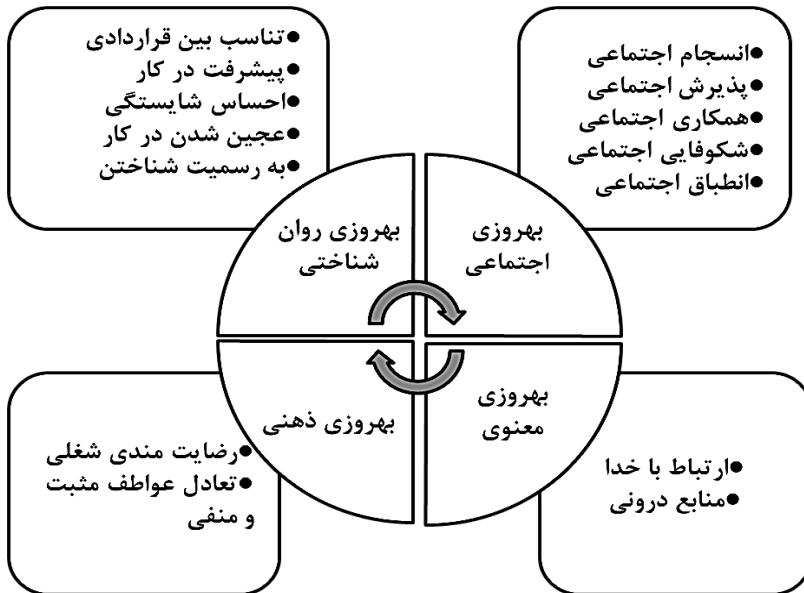 انسجام اجتماعی●
پذیرش اجتماعی●
همکاری اجتماعی●
شکوفایی اجتماعی●
انطباق اجتماعی●
تناسب بین قراردادی●
پیشرفت در کار●
احساس شایستگی●
عجین شدن در کار●
به رسمیت شناختن●
بهروزی
اجتماعی
بهروزی روان
شناختی
بهروزی
معنوی
بهروزی ذهنی
ارتباط با خدا●
منابع درونی●
رضایت مندی شغلی●
تعادل عواطف مثبت●
و منفی